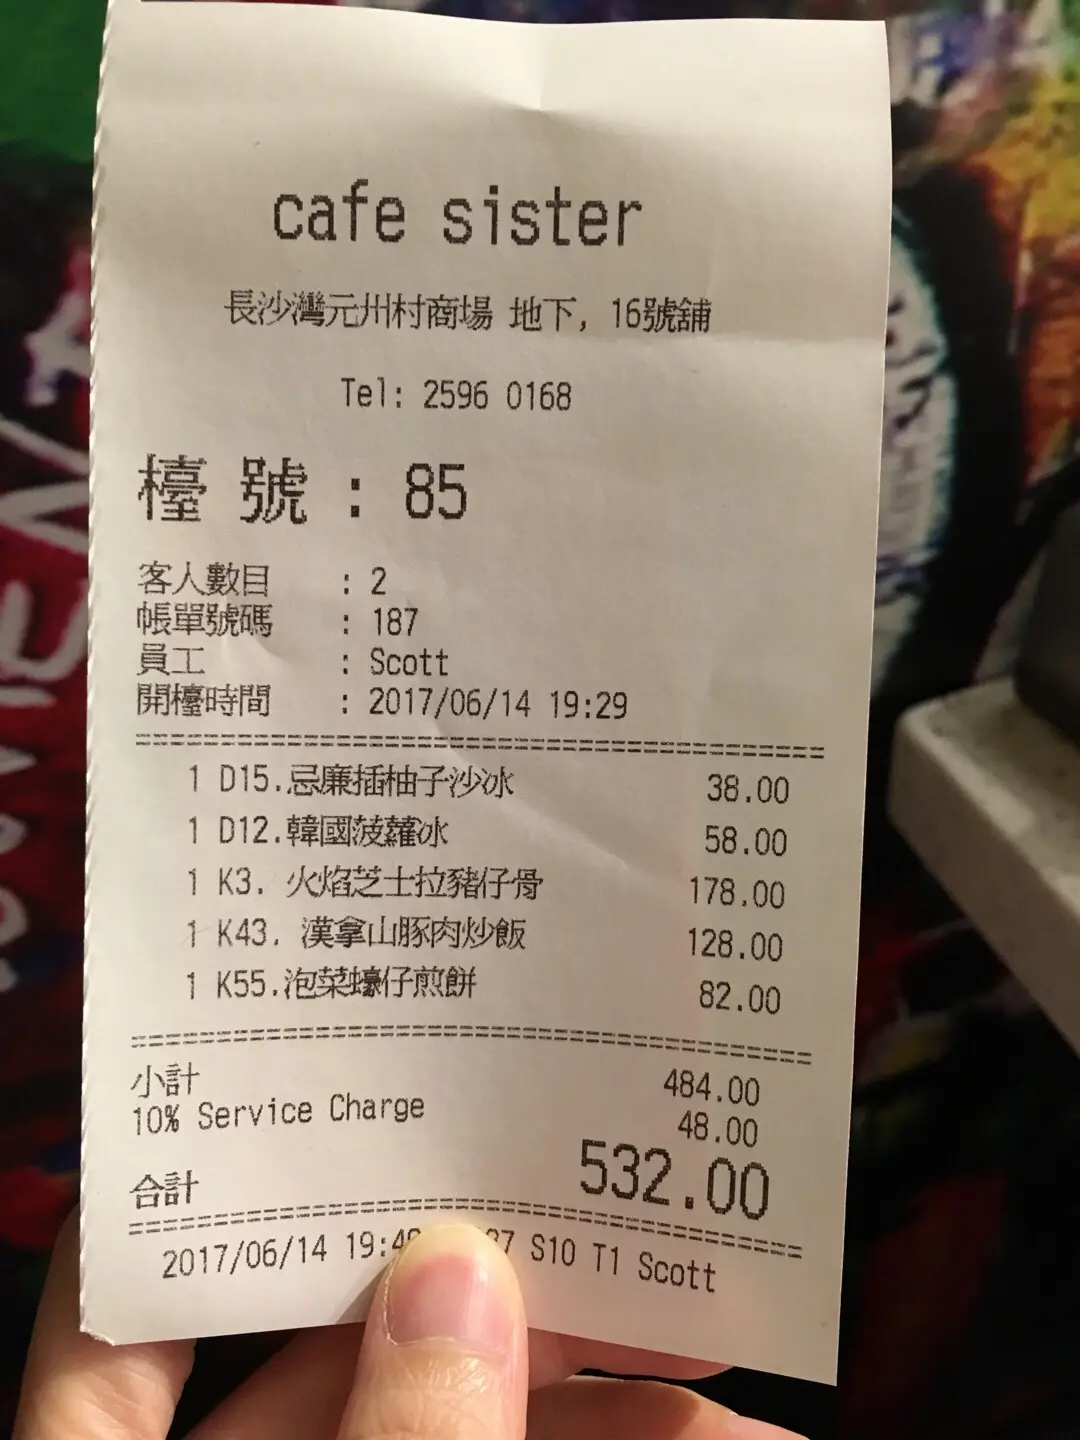 cafe sister
長沙灣元州村商場 地下, 16號舖
Tel: 2596 0168
檯 號 : 85
客人數目 : 2
帳單號碼 : 187
員工 : Scott
開檯時間 : 2017/06/14 19:29
1 D15.忌廉插柚子沙冰 38.00
1 D12.韓國菠蘿冰 58.00
1 K3. 火焰芝士拉豬仔骨 178.00
1 K43. 漢拿山豚肉炒飯 128.00
1 K55.泡菜蠔仔煎餅 82.00
小計 484.00
10% Service Charge 48.00
合計 532.00
2017/06/14 S10 T1 Scott